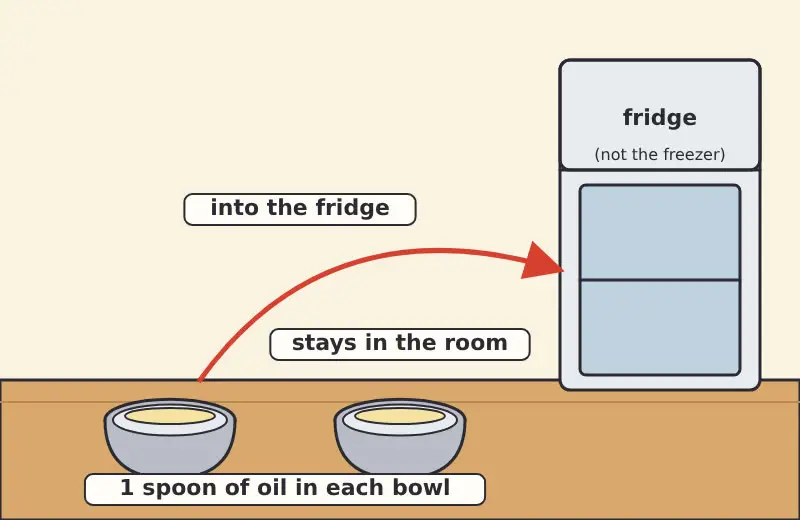 fridge
(not the freezer)
into the fridge
stays in the room
1 spoon of oil in each bowl